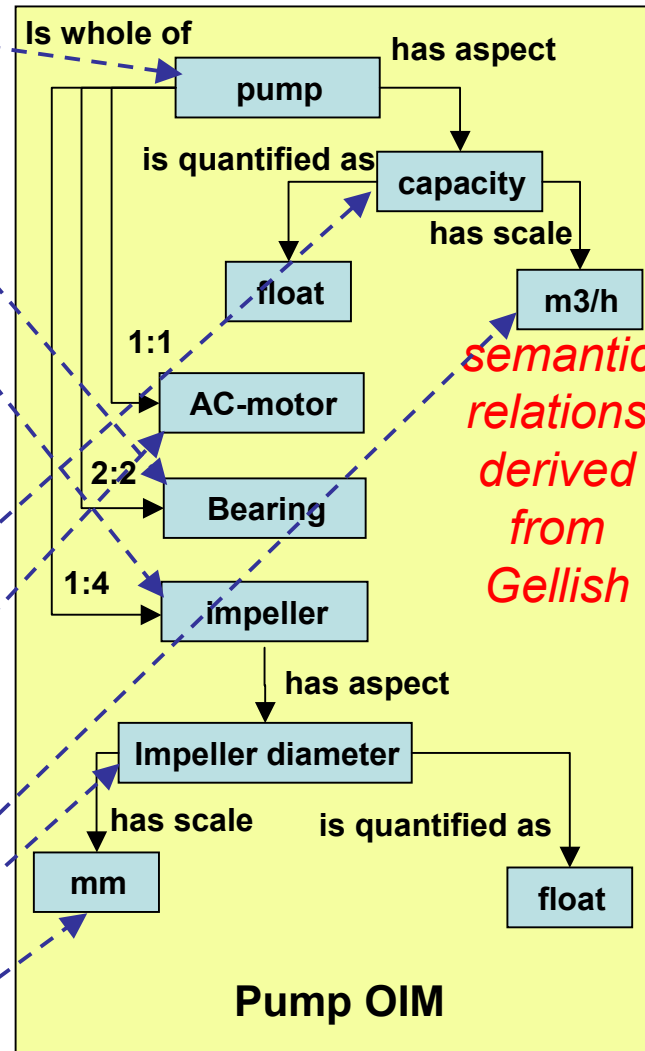 Is whole of
has aspect
pump
is quantified as
capacity
has scale
float
m3/h
1:1
semantic
relations
derived
from
Gellish
AC-motor
2:2
Bearing
1:4
impeller
has aspect
Impeller diameter
has scale
is quantified as
mm
float
Pump OIM